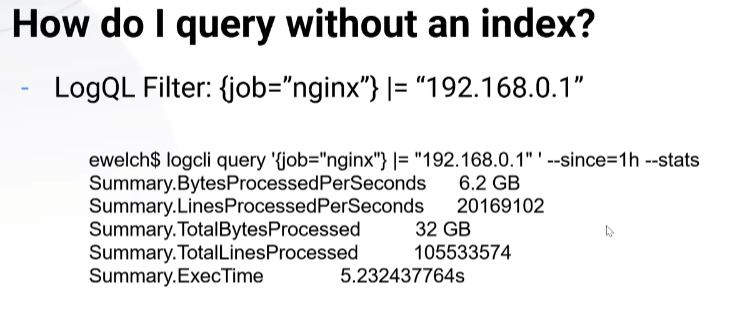 How do I query without an index?
- LogQL Filter: {job=”nginx”} |= “192.168.0.1”
ewelch$ logcli query '{job="nginx"} |= "192.168.0.1" ' --since=1h --stats
Summary.BytesProcessedPerSeconds 6.2 GB
Summary.LinesProcessedPerSeconds 20169102
Summary.TotalBytesProcessed 32 GB
Summary.TotalLinesProcessed 105533574
Summary.ExecTime 5.232437764s